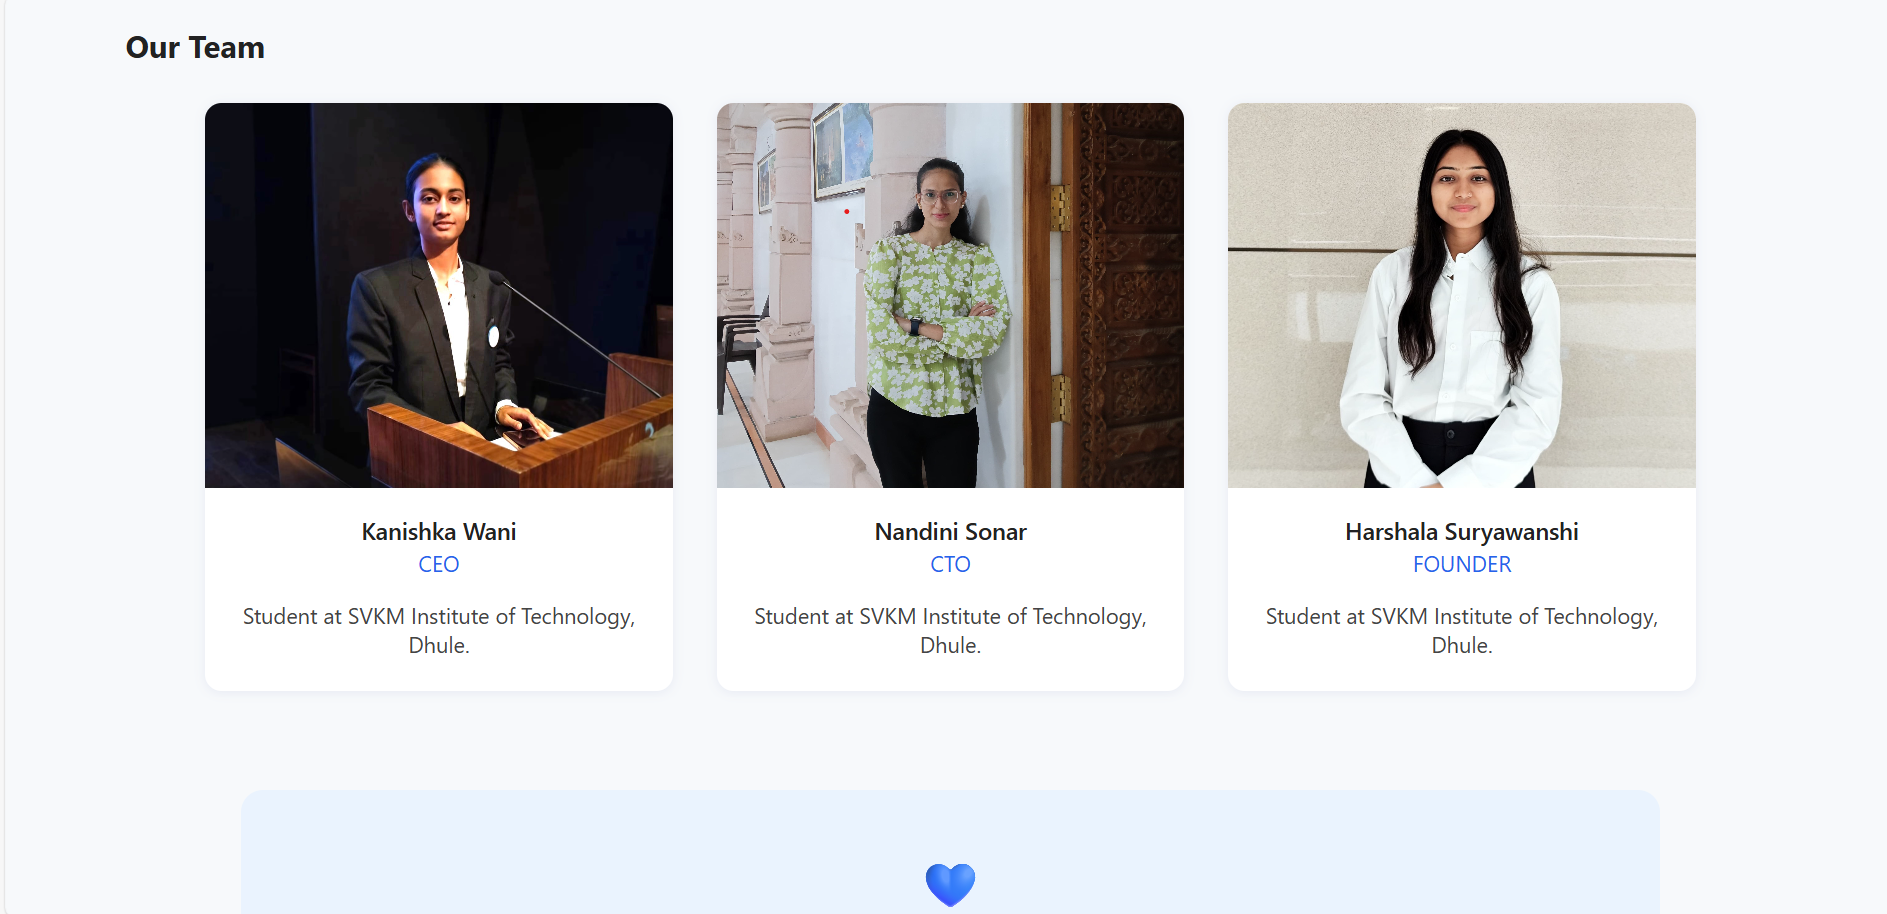 Our Team
Kanishka Wani
CEO
Student at SVKM Institute of Technology,
Dhule.
Nandini Sonar
CTO
Student at SVKM Institute of Technology,
Dhule.
Harshala Suryawanshi
FOUNDER
Student at SVKM Institute of Technology,
Dhule.